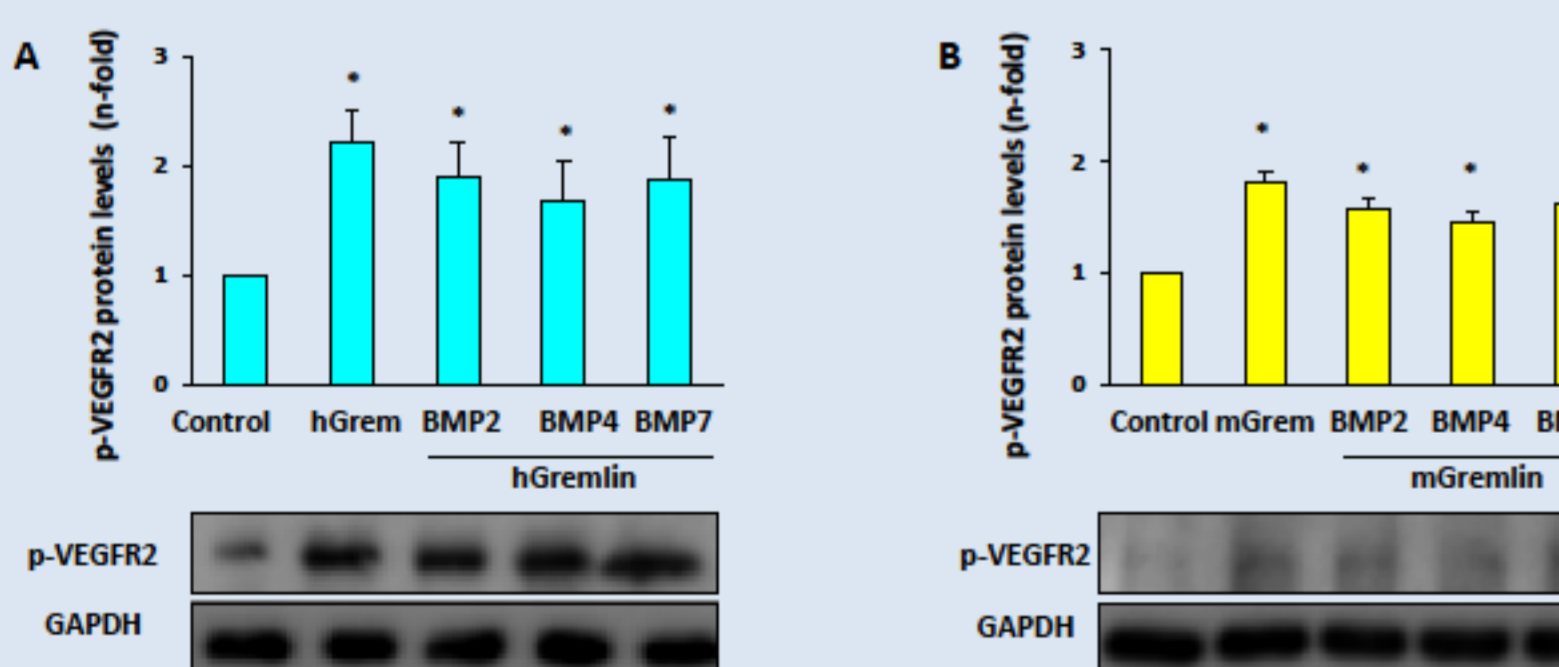 A
p-VEGFR2 protein levels (n-fold)
3
2
1
0
*
*
*
*
Control hGrem BMP2 BMP4 BMP7
hGremlin
p-VEGFR2
GAPDH
B
p-VEGFR2 protein levels (n-fold)
3
2
1
0
*
*
*
Control mGrem BMP2 BMP4
mGremlin
p-VEGFR2
GAPDH